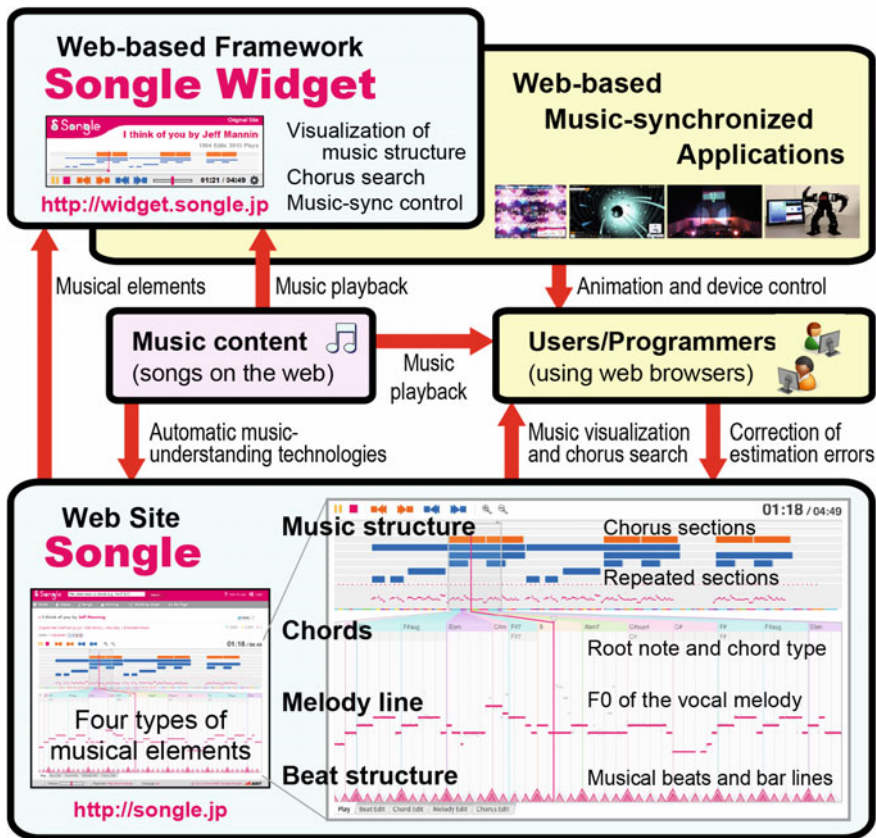 Web-based Framework
Songle Widget
Songle
Original Site
I think of you by Jeff Mannin
01:21 / 04:49
Visualization of
music structure
Chorus search
Music-sync control
http://widget.songle.jp
Web-based
Music-synchronized
Applications
Musical elements
Music playback
Animation and device control
Music content
(songs on the web)
Music
playback
Users/Programmers
(using web browsers)
Automatic music-
understanding technologies
Music visualization
and chorus search
Correction of
estimation errors
Web Site
Songle
Songle
I think of you by Jeff Manning
01:18 / 04:49
Four types of
musical elements
http://songle.jp
01:18 / 04:49
Music structure
Chorus sections
Repeated sections
Chords
Root note and chord type
Melody line
F0 of the vocal melody
Beat structure
Musical beats and bar lines
Play Beat Edit Chord Edit Melody Edit Chorus Edit